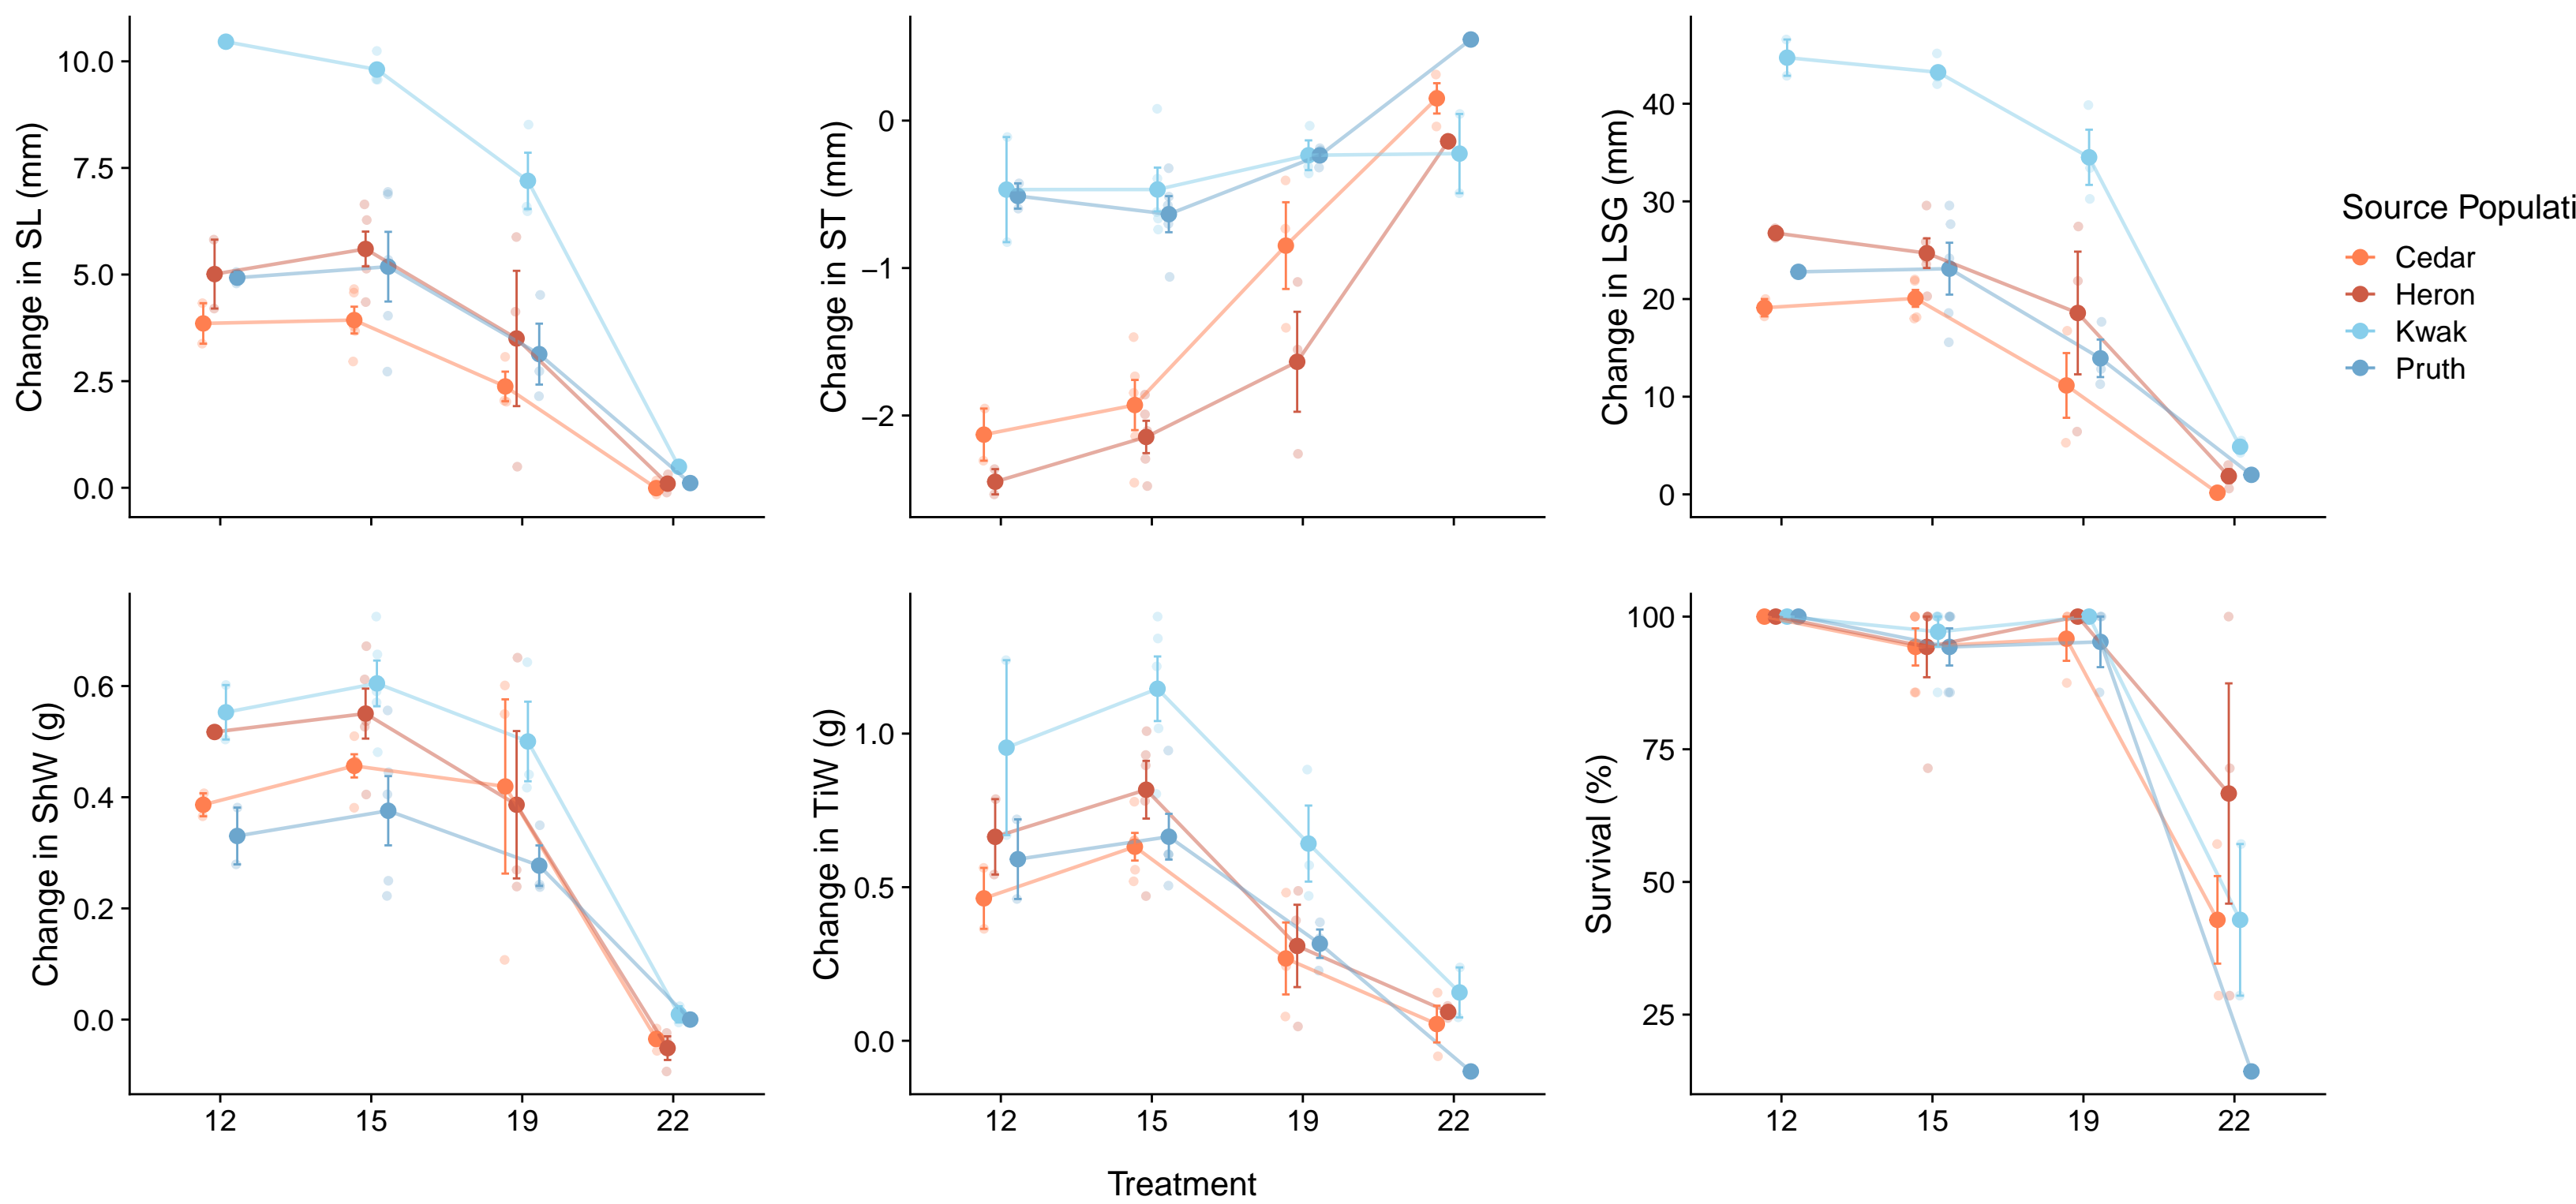 Change in SL (mm)
10.0
7.5
5.0
2.5
0.0
Change in ST (mm)
0
−1
−2
Change in LSG (mm)
40
30
20
10
0
Source Populati
Cedar
Heron
Kwak
Pruth
Change in ShW (g)
0.6
0.4
0.2
0.0
12 15 19 22
Change in TiW (g)
1.0
0.5
0.0
12 15 19 22
Survival (%)
100
75
50
25
12 15 19 22
Treatment